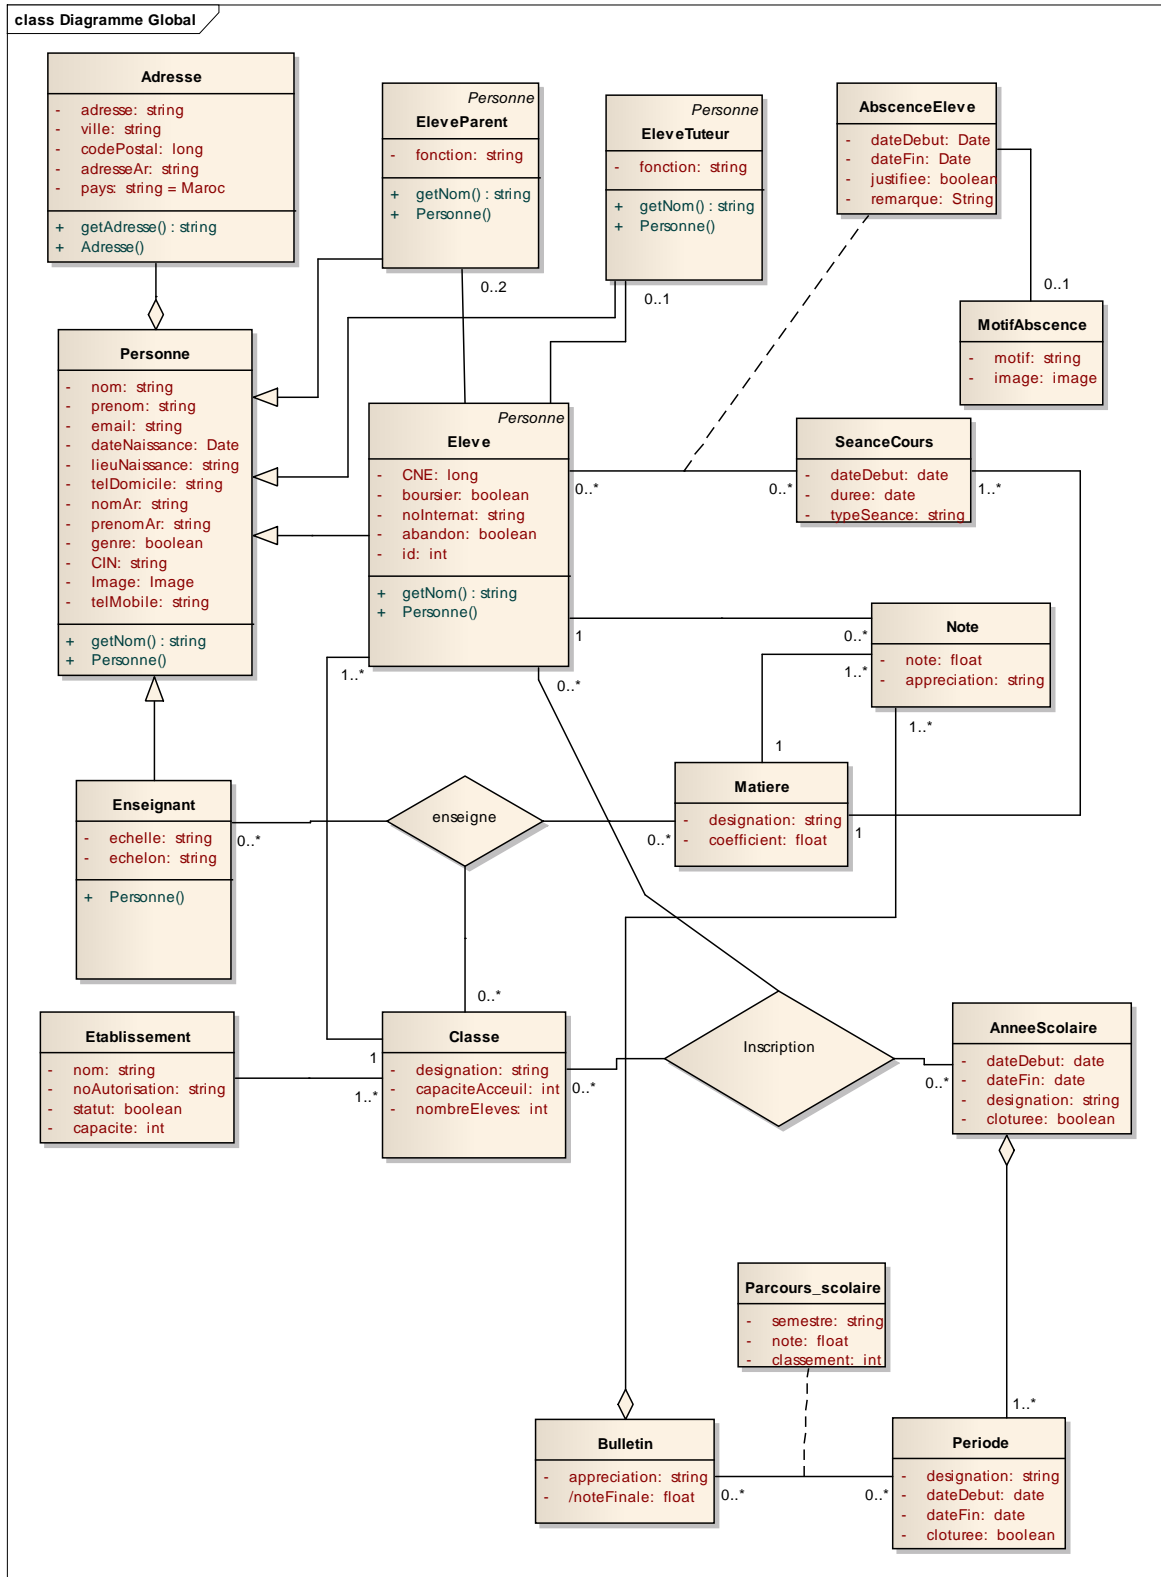 class Diagramme Global
Adresse
- adresse: string
- ville: string
- codePostal: long
- adresseAr: string
- pays: string = Maroc
+ getAdresse() : string
+ Adresse()
Personne
EleveParent
- fonction: string
+ getNom() : string
+ Personne()
0..2
Personne
EleveTuteur
- fonction: string
+ getNom() : string
+ Personne()
0..1
AbscenceEleve
- dateDebut: Date
- dateFin: Date
- justifiee: boolean
- remarque: String
0..1
MotifAbscence
- motif: string
- image: image
Personne
- nom: string
- prenom: string
- email: string
- dateNaissance: Date
- lieuNaissance: string
- telDomicile: string
- nomAr: string
- prenomAr: string
- genre: boolean
- CIN: string
- Image: Image
- telMobile: string
+ getNom() : string
+ Personne()
Personne
Eleve
- CNE: long
- boursier: boolean
- noInternat: string
- abandon: boolean
- id: int
+ getNom() : string
+ Personne()
0..*
0..*
SeanceCours
- dateDebut: date
- duree: date
- typeSeance: string
1..*
1
0..*
Note
- note: float
- appreciation: string
1..*
1..*
1..*
0..*
1
Matiere
- designation: string
- coefficient: float
1
0..*
Enseignant
- echelle: string
- echelon: string
+ Personne()
0..*
enseigne
0..*
Etablissement
- nom: string
- noAutorisation: string
- statut: boolean
- capacite: int
1
1..*
Classe
- designation: string
- capaciteAcceuil: int
- nombreEleves: int
0..*
Inscription
0..*
AnneeScolaire
- dateDebut: date
- dateFin: date
- designation: string
- cloturee: boolean
Parcours_scolaire
- semestre: string
- note: float
- classement: int
1..*
Bulletin
- appreciation: string
- /noteFinale: float
0..*
0..*
Periode
- designation: string
- dateDebut: date
- dateFin: date
- cloturee: boolean